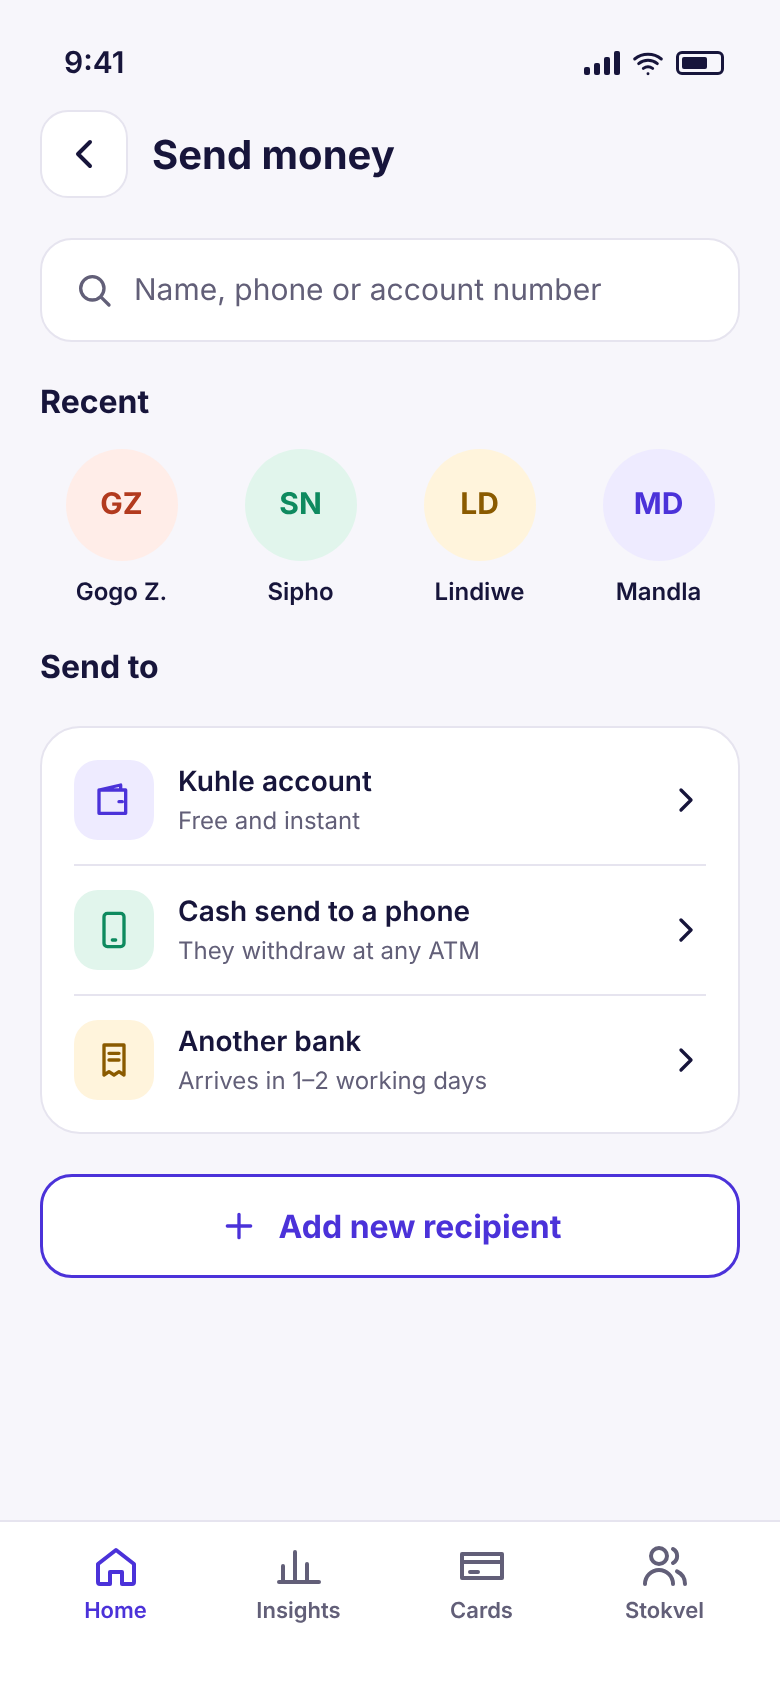 9:41
Send money
Name, phone or account number
Recent
GZ
SN
LD
MD
Gogo Z.
Sipho
Lindiwe
Mandla
Send to
Kuhle account
Free and instant
Cash send to a phone
They withdraw at any ATM
Another bank
Arrives in 1–2 working days
Add new recipient
Home
Insights
Cards
Stokvel